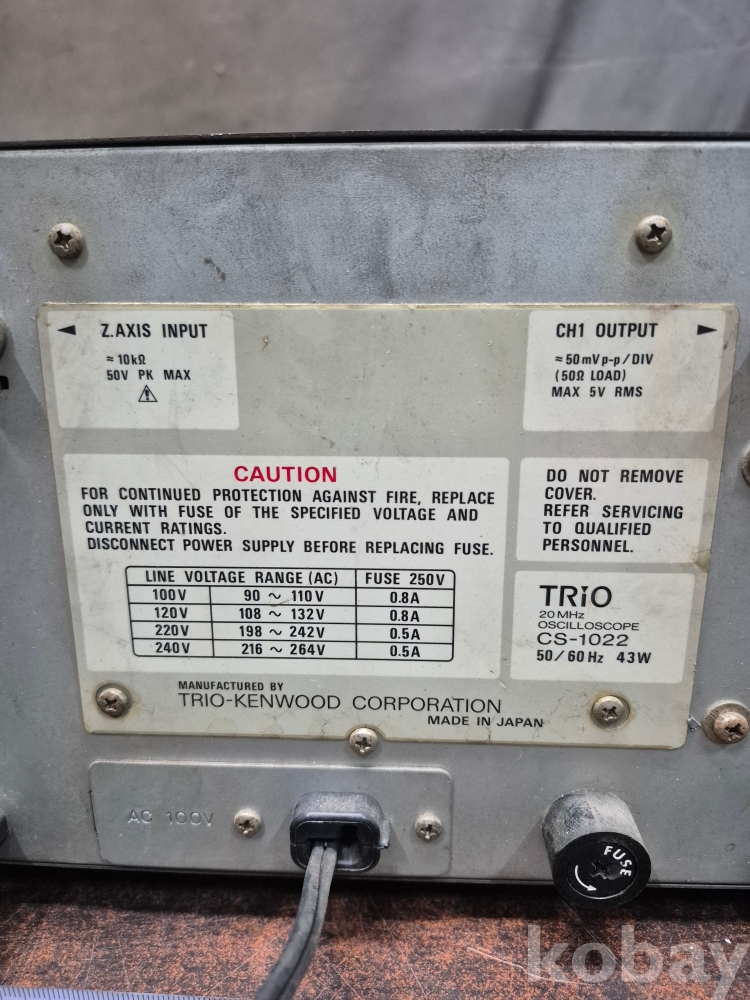 ◄ Z.AXIS INPUT
≈10kΩ
50V PK MAX
CH1 OUTPUT ►
≈50mVp-p/DIV
(50Ω LOAD)
MAX 5V RMS
CAUTION
FOR CONTINUED PROTECTION AGAINST FIRE, REPLACE
ONLY WITH FUSE OF THE SPECIFIED VOLTAGE AND
CURRENT RATINGS.
DISCONNECT POWER SUPPLY BEFORE REPLACING FUSE.
DO NOT REMOVE
COVER.
REFER SERVICING
TO QUALIFIED
PERSONNEL.
LINE VOLTAGE RANGE (AC) FUSE 250V
100V 90 ~ 110V 0.8A
120V 108 ~ 132V 0.8A
220V 198 ~ 242V 0.5A
240V 216 ~ 264V 0.5A
TRIO
20MHz
OSCILLOSCOPE
CS-1022
50/60Hz 43W
MANUFACTURED BY
TRIO-KENWOOD CORPORATION
MADE IN JAPAN
AC 100V
FUSE
kobay